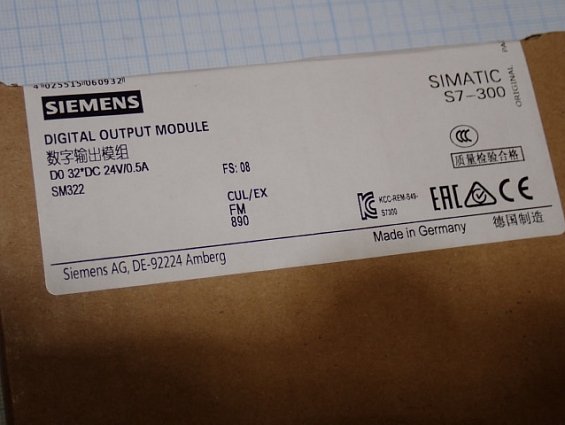 4 025515 060932
SIEMENS
SIMATIC
S7-300
ORIGINAL
DIGITAL OUTPUT MODULE
数字输出模组
DO 32*DC 24V/0.5A
FS: 08
SM322
CUL/EX
FM
890
CCC
质量检验合格
KCC-REM-S49-
S7300
EAC
CE
Made in Germany
德国制造
Siemens AG, DE-92224 Amberg